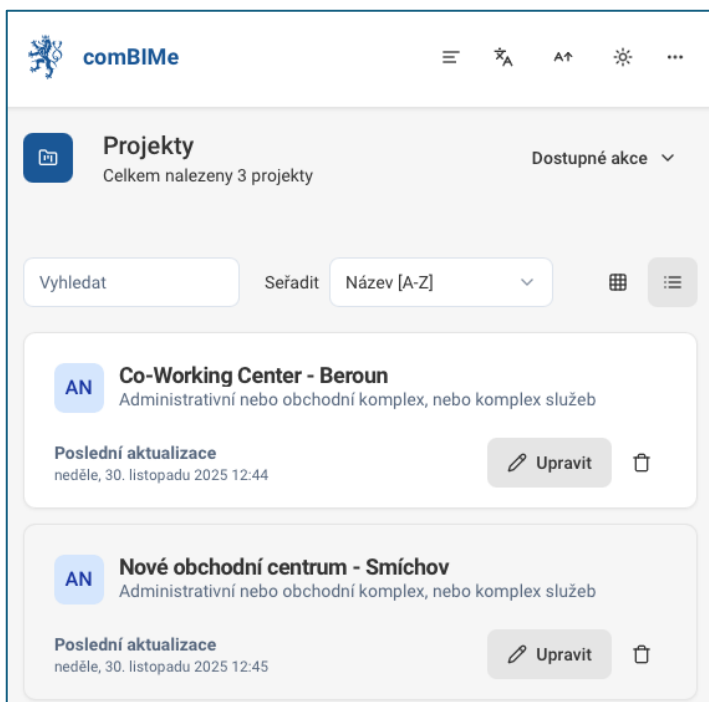 comBIMe
Projekty
Celkem nalezeny 3 projekty
Dostupné akce
Vyhledat
Seřadit
Název [A-Z]
AN
Co-Working Center - Beroun
Administrativní nebo obchodní komplex, nebo komplex služeb
Poslední aktualizace
neděle, 30. listopadu 2025 12:44
Upravit
AN
Nové obchodní centrum - Smíchov
Administrativní nebo obchodní komplex, nebo komplex služeb
Poslední aktualizace
neděle, 30. listopadu 2025 12:45
Upravit